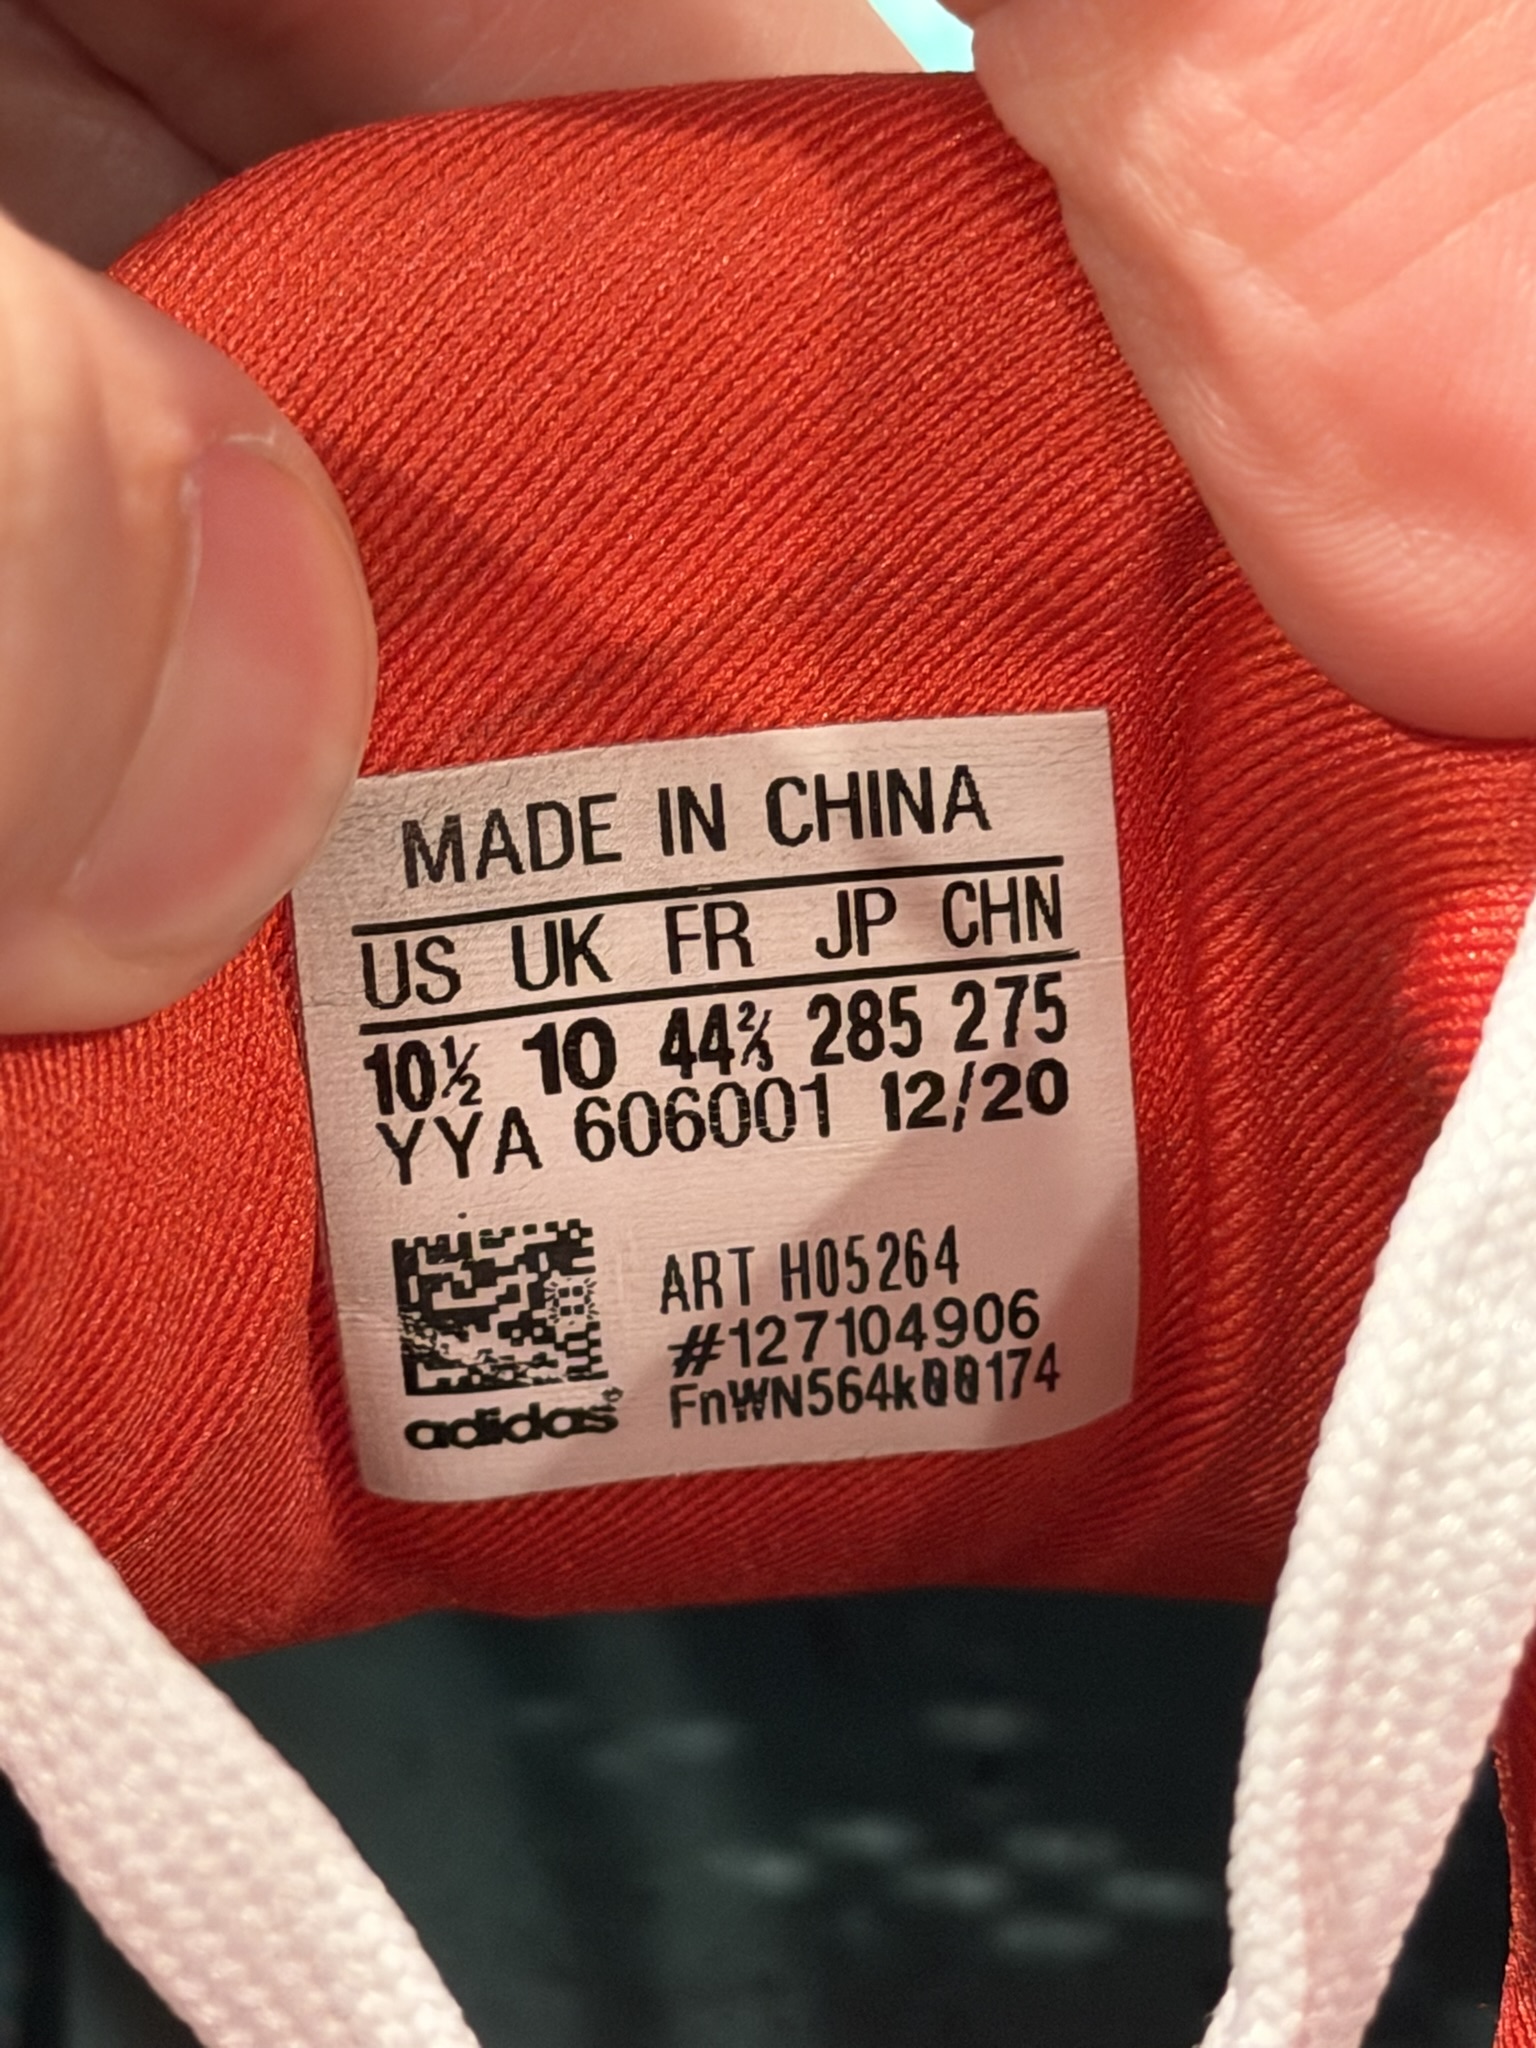 MADE IN CHINA
US UK FR JP CHN
10½ 10 44⅔ 285 275
YYA 606001 12/20
ART H05264
#127104906
FnWN564k00174
adidas®